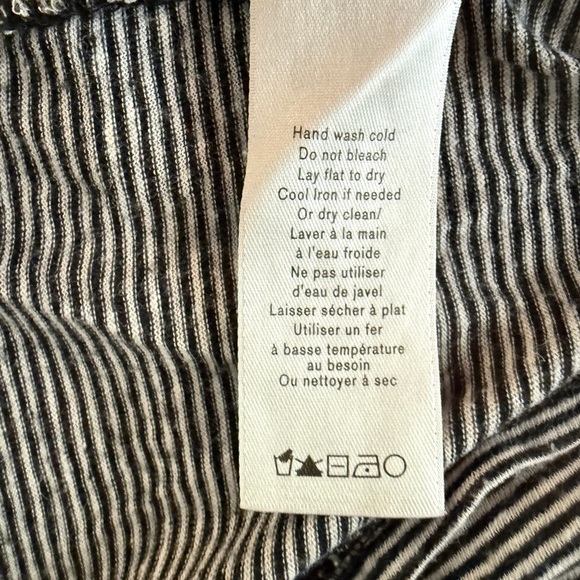 Hand wash cold
Do not bleach
Lay flat to dry
Cool Iron if needed
Or dry clean/
Laver à la main
à l'eau froide
Ne pas utiliser
d'eau de javel
Laisser sécher à plat
Utiliser un fer
à basse température
au besoin
Ou nettoyer à sec